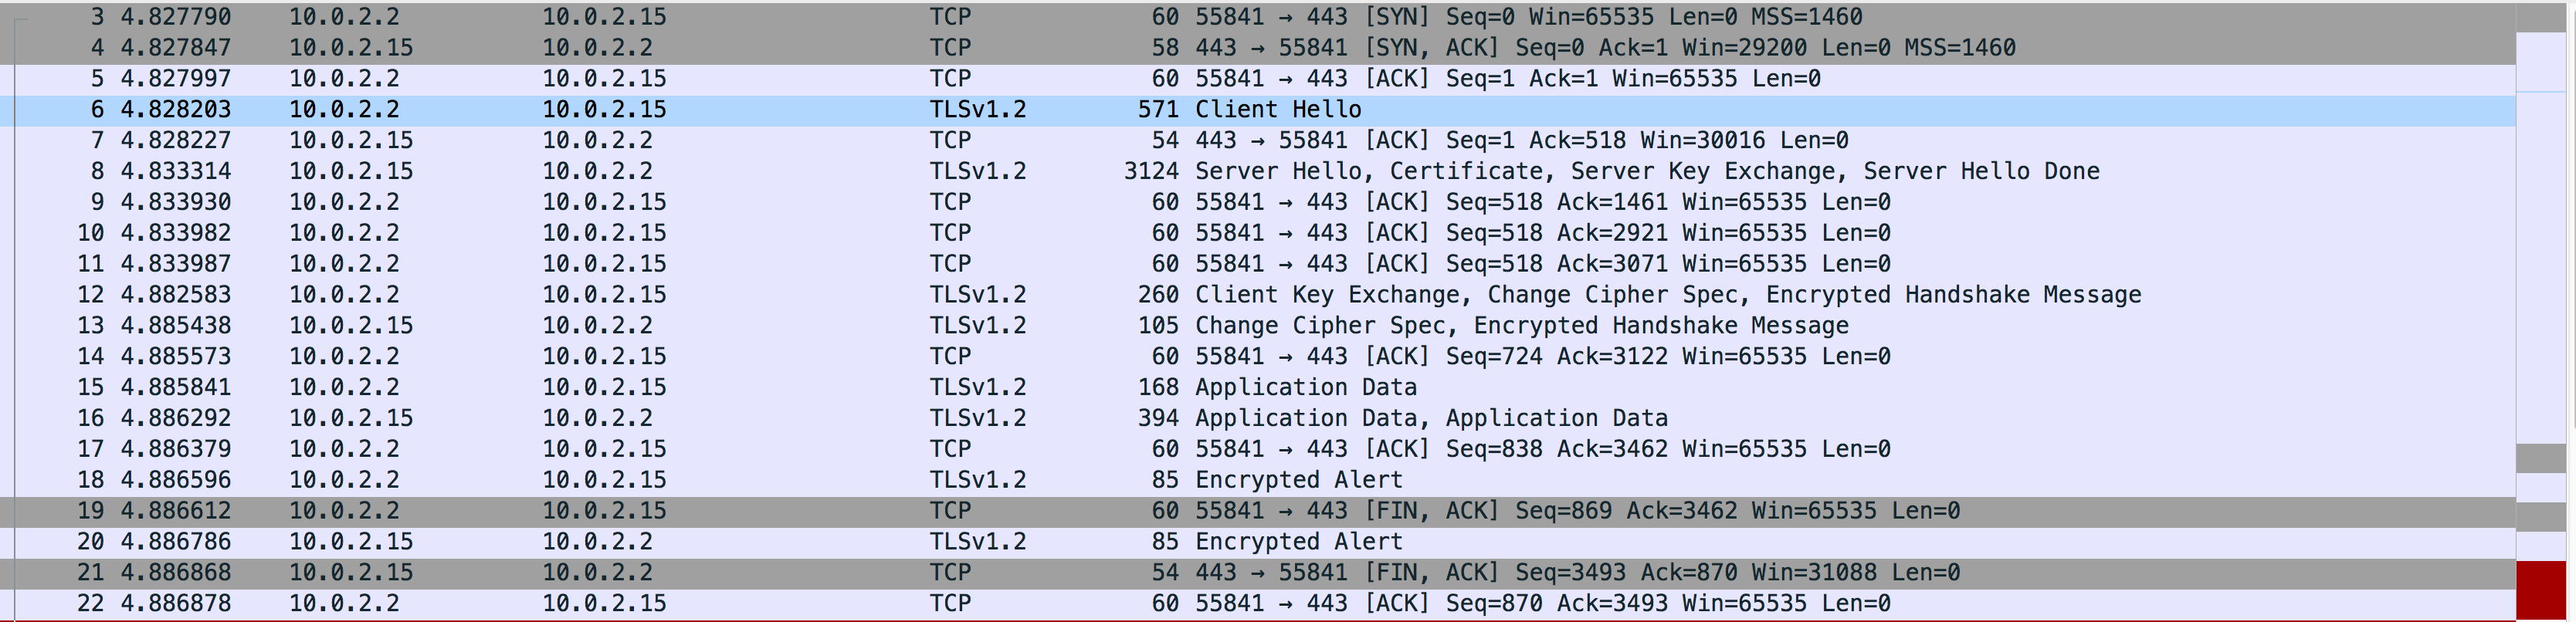 3 4.827790 10.0.2.2 10.0.2.15 TCP 60 55841 → 443 [SYN] Seq=0 Win=65535 Len=0 MSS=1460
4 4.827847 10.0.2.15 10.0.2.2 TCP 58 443 → 55841 [SYN, ACK] Seq=0 Ack=1 Win=29200 Len=0 MSS=1460
5 4.827997 10.0.2.2 10.0.2.15 TCP 60 55841 → 443 [ACK] Seq=1 Ack=1 Win=65535 Len=0
6 4.828203 10.0.2.2 10.0.2.15 TLSv1.2 571 Client Hello
7 4.828227 10.0.2.15 10.0.2.2 TCP 54 443 → 55841 [ACK] Seq=1 Ack=518 Win=30016 Len=0
8 4.833314 10.0.2.15 10.0.2.2 TLSv1.2 3124 Server Hello, Certificate, Server Key Exchange, Server Hello Done
9 4.833930 10.0.2.2 10.0.2.15 TCP 60 55841 → 443 [ACK] Seq=518 Ack=1461 Win=65535 Len=0
10 4.833982 10.0.2.2 10.0.2.15 TCP 60 55841 → 443 [ACK] Seq=518 Ack=2921 Win=65535 Len=0
11 4.833987 10.0.2.2 10.0.2.15 TCP 60 55841 → 443 [ACK] Seq=518 Ack=3071 Win=65535 Len=0
12 4.882583 10.0.2.2 10.0.2.15 TLSv1.2 260 Client Key Exchange, Change Cipher Spec, Encrypted Handshake Message
13 4.885438 10.0.2.15 10.0.2.2 TLSv1.2 105 Change Cipher Spec, Encrypted Handshake Message
14 4.885573 10.0.2.2 10.0.2.15 TCP 60 55841 → 443 [ACK] Seq=724 Ack=3122 Win=65535 Len=0
15 4.885841 10.0.2.2 10.0.2.15 TLSv1.2 168 Application Data
16 4.886292 10.0.2.15 10.0.2.2 TLSv1.2 394 Application Data, Application Data
17 4.886379 10.0.2.2 10.0.2.15 TCP 60 55841 → 443 [ACK] Seq=838 Ack=3462 Win=65535 Len=0
18 4.886596 10.0.2.2 10.0.2.15 TLSv1.2 85 Encrypted Alert
19 4.886612 10.0.2.2 10.0.2.15 TCP 60 55841 → 443 [FIN, ACK] Seq=869 Ack=3462 Win=65535 Len=0
20 4.886786 10.0.2.15 10.0.2.2 TLSv1.2 85 Encrypted Alert
21 4.886868 10.0.2.15 10.0.2.2 TCP 54 443 → 55841 [FIN, ACK] Seq=3493 Ack=870 Win=31088 Len=0
22 4.886878 10.0.2.2 10.0.2.15 TCP 60 55841 → 443 [ACK] Seq=870 Ack=3493 Win=65535 Len=0